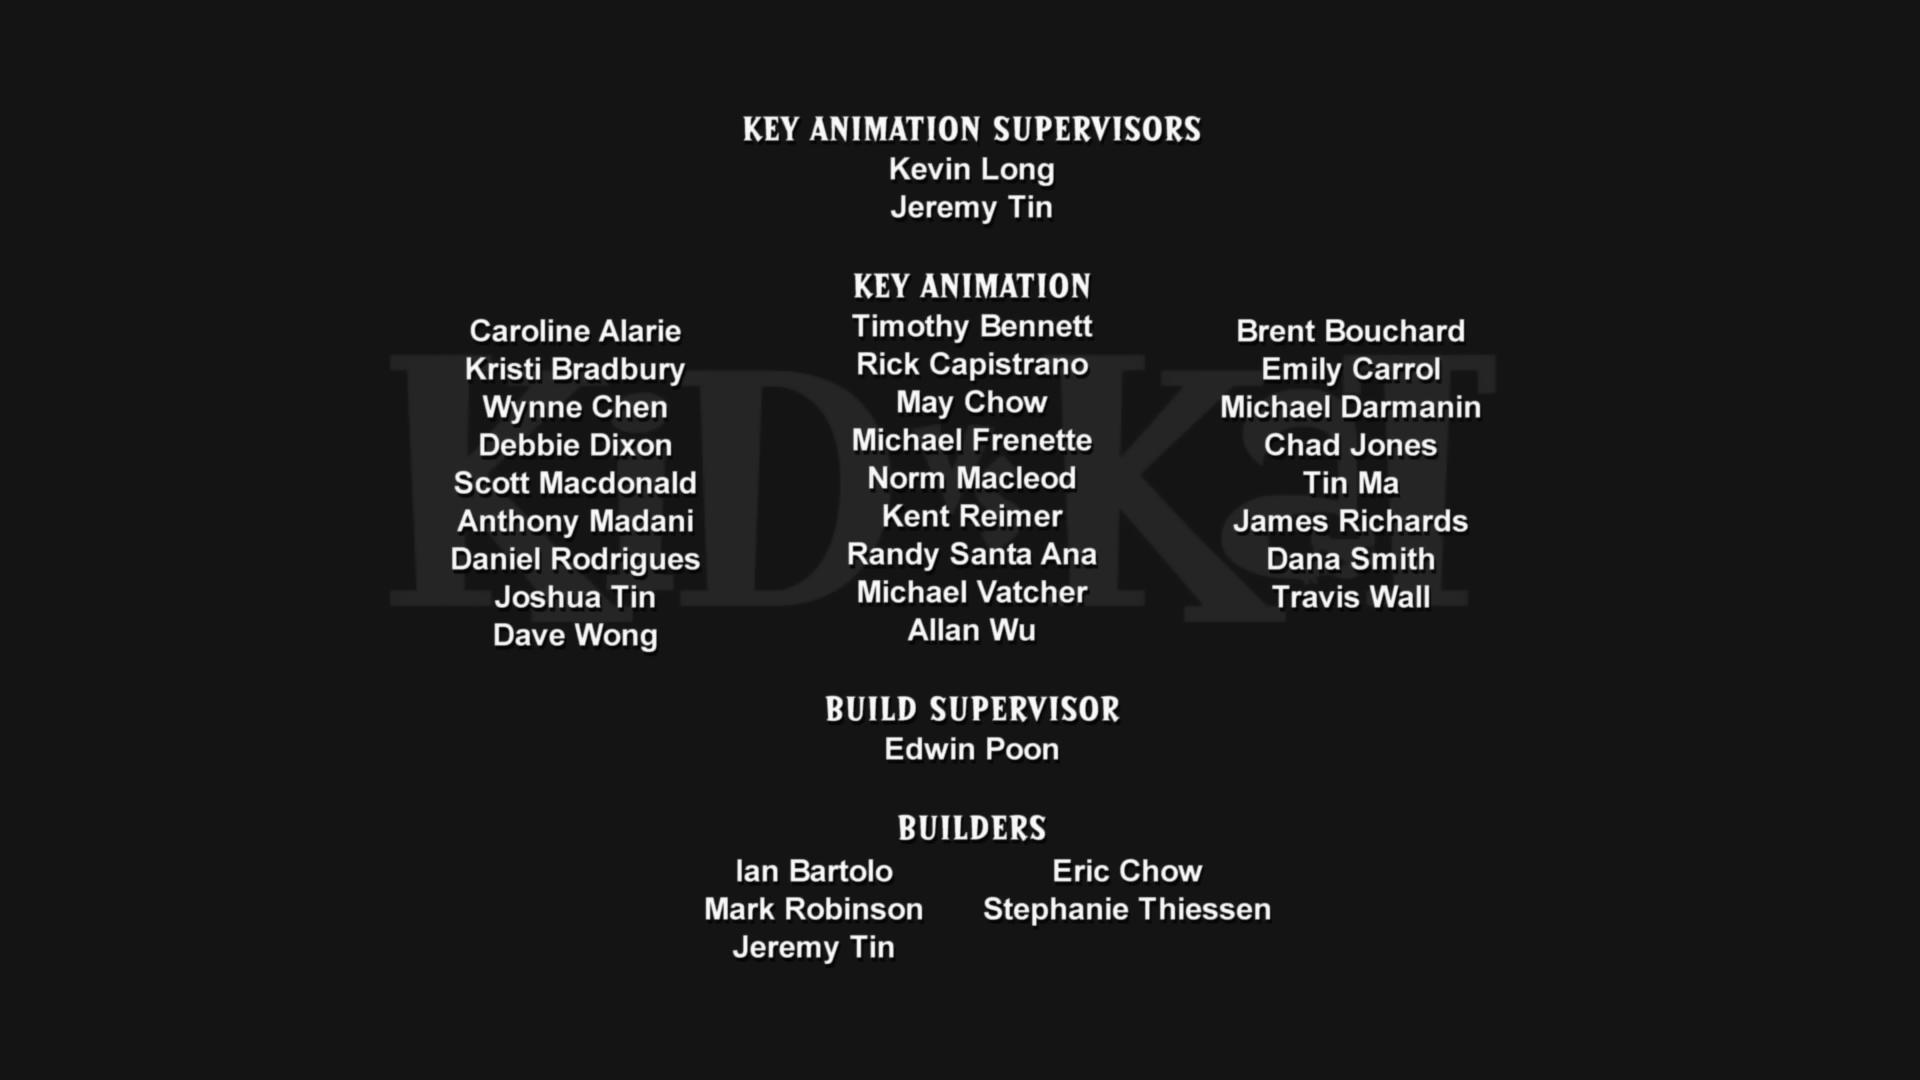 KEY ANIMATION SUPERVISORS
Kevin Long
Jeremy Tin
KEY ANIMATION
Caroline Alarie Timothy Bennett Brent Bouchard
Kristi Bradbury Rick Capistrano Emily Carrol
Wynne Chen May Chow Michael Darmanin
Debbie Dixon Michael Frenette Chad Jones
Scott Macdonald Norm Macleod Tin Ma
Anthony Madani Kent Reimer James Richards
Daniel Rodrigues Randy Santa Ana Dana Smith
Joshua Tin Michael Vatcher Travis Wall
Dave Wong Allan Wu
KiD vs KaT
BUILD SUPERVISOR
Edwin Poon
BUILDERS
Ian Bartolo Eric Chow
Mark Robinson Stephanie Thiessen
Jeremy Tin